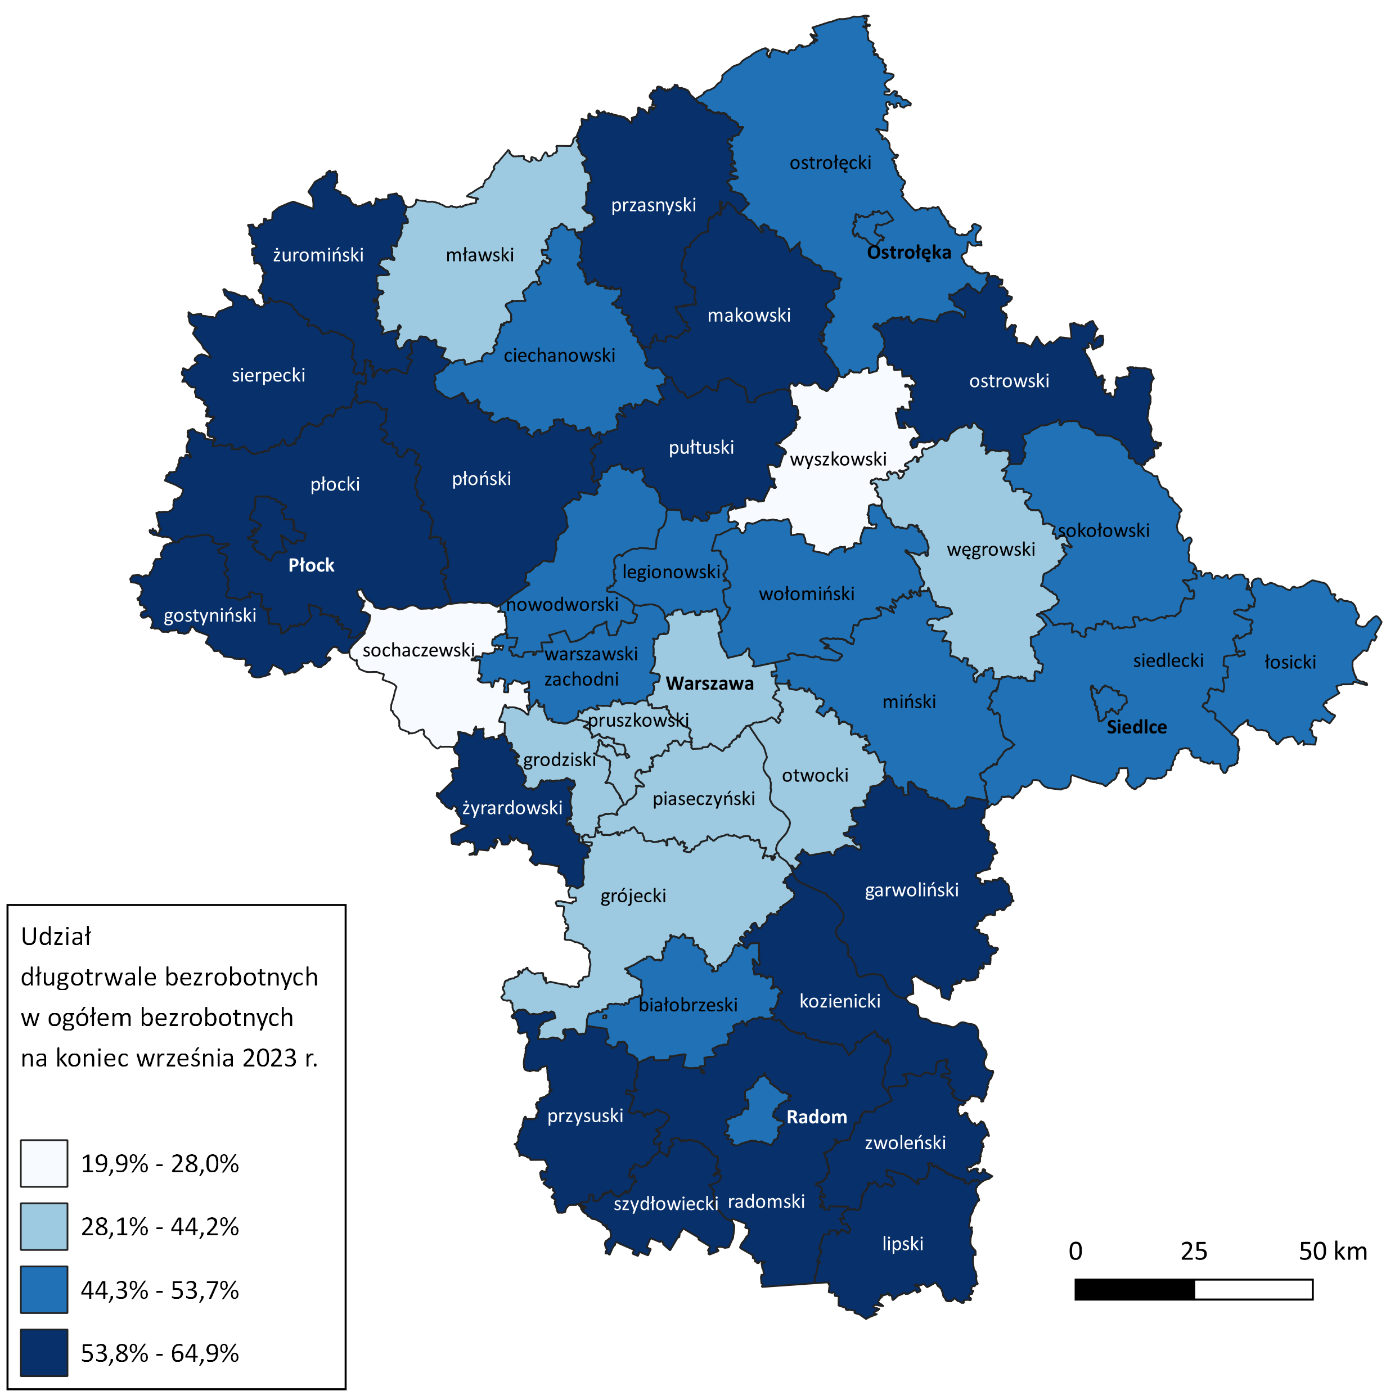 ostrołęcki
przasnyski
Ostrołęka
żuromiński
mławski
makowski
ciechanowski
sierpecki
ostrowski
pułtuski
wyszkowski
płocki
płoński
sokołowski
węgrowski
Płock
legionowski
wołomiński
nowodworski
gostyniński
sochaczewski
warszawski
zachodni
siedlecki
łosicki
Warszawa
miński
pruszkowski
Siedlce
grodziski
otwocki
piaseczyński
żyrardowski
garwoliński
grójecki
kozienicki
białobrzeski
przysuski
Radom
zwoleński
szydłowiecki
radomski
lipski
Udział
długotrwale bezrobotnych
w ogółem bezrobotnych
na koniec września 2023 r.
19,9% - 28,0%
28,1% - 44,2%
44,3% - 53,7%
53,8% - 64,9%
0 25 50 km